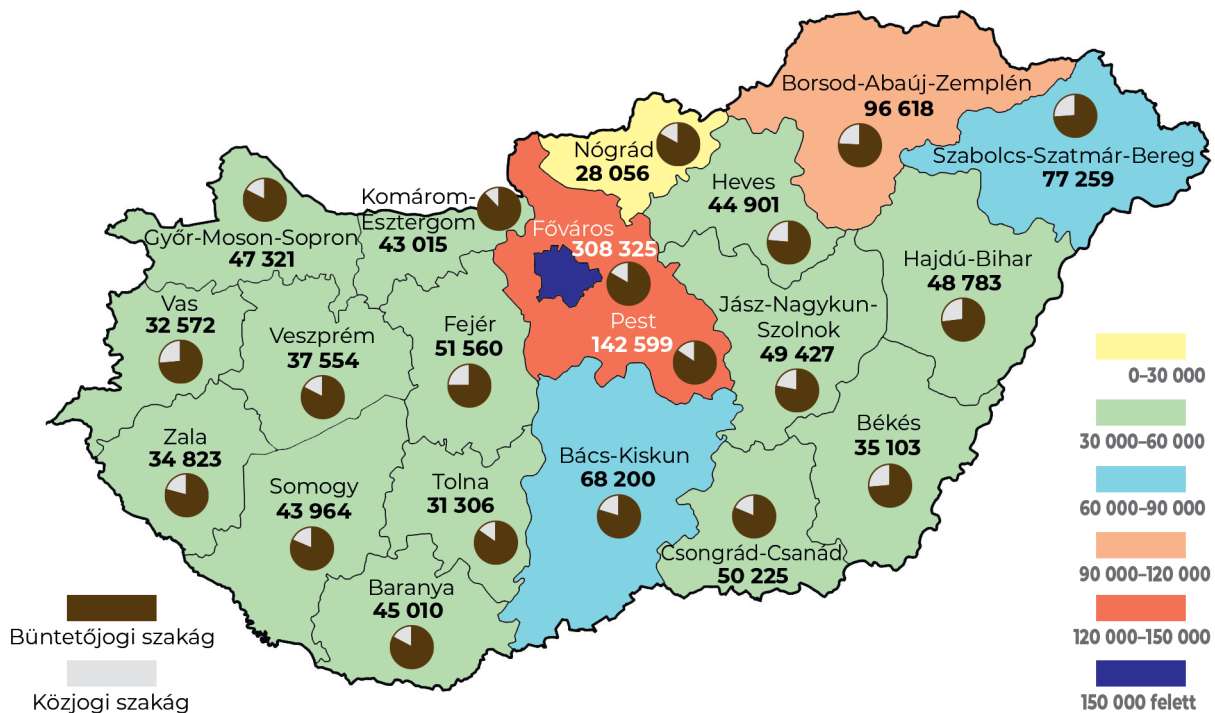 Borsod-Abaúj-Zemplén
96 618
Szabolcs-Szatmár-Bereg
77 259
Nógrád
28 056
Heves
44 901
Komárom-
Esztergom
43 015
Győr-Moson-Sopron
47 321
Főváros
308 325
Hajdú-Bihar
48 783
Vas
32 572
Veszprém
37 554
Fejér
51 560
Pest
142 599
Jász-Nagykun-
Szolnok
49 427
Zala
34 823
Somogy
43 964
Tolna
31 306
Bács-Kiskun
68 200
Békés
35 103
Csongrád-Csanád
50 225
Baranya
45 010
Büntetőjogi szakág
Közjogi szakág
0–30 000
30 000–60 000
60 000–90 000
90 000–120 000
120 000–150 000
150 000 felett